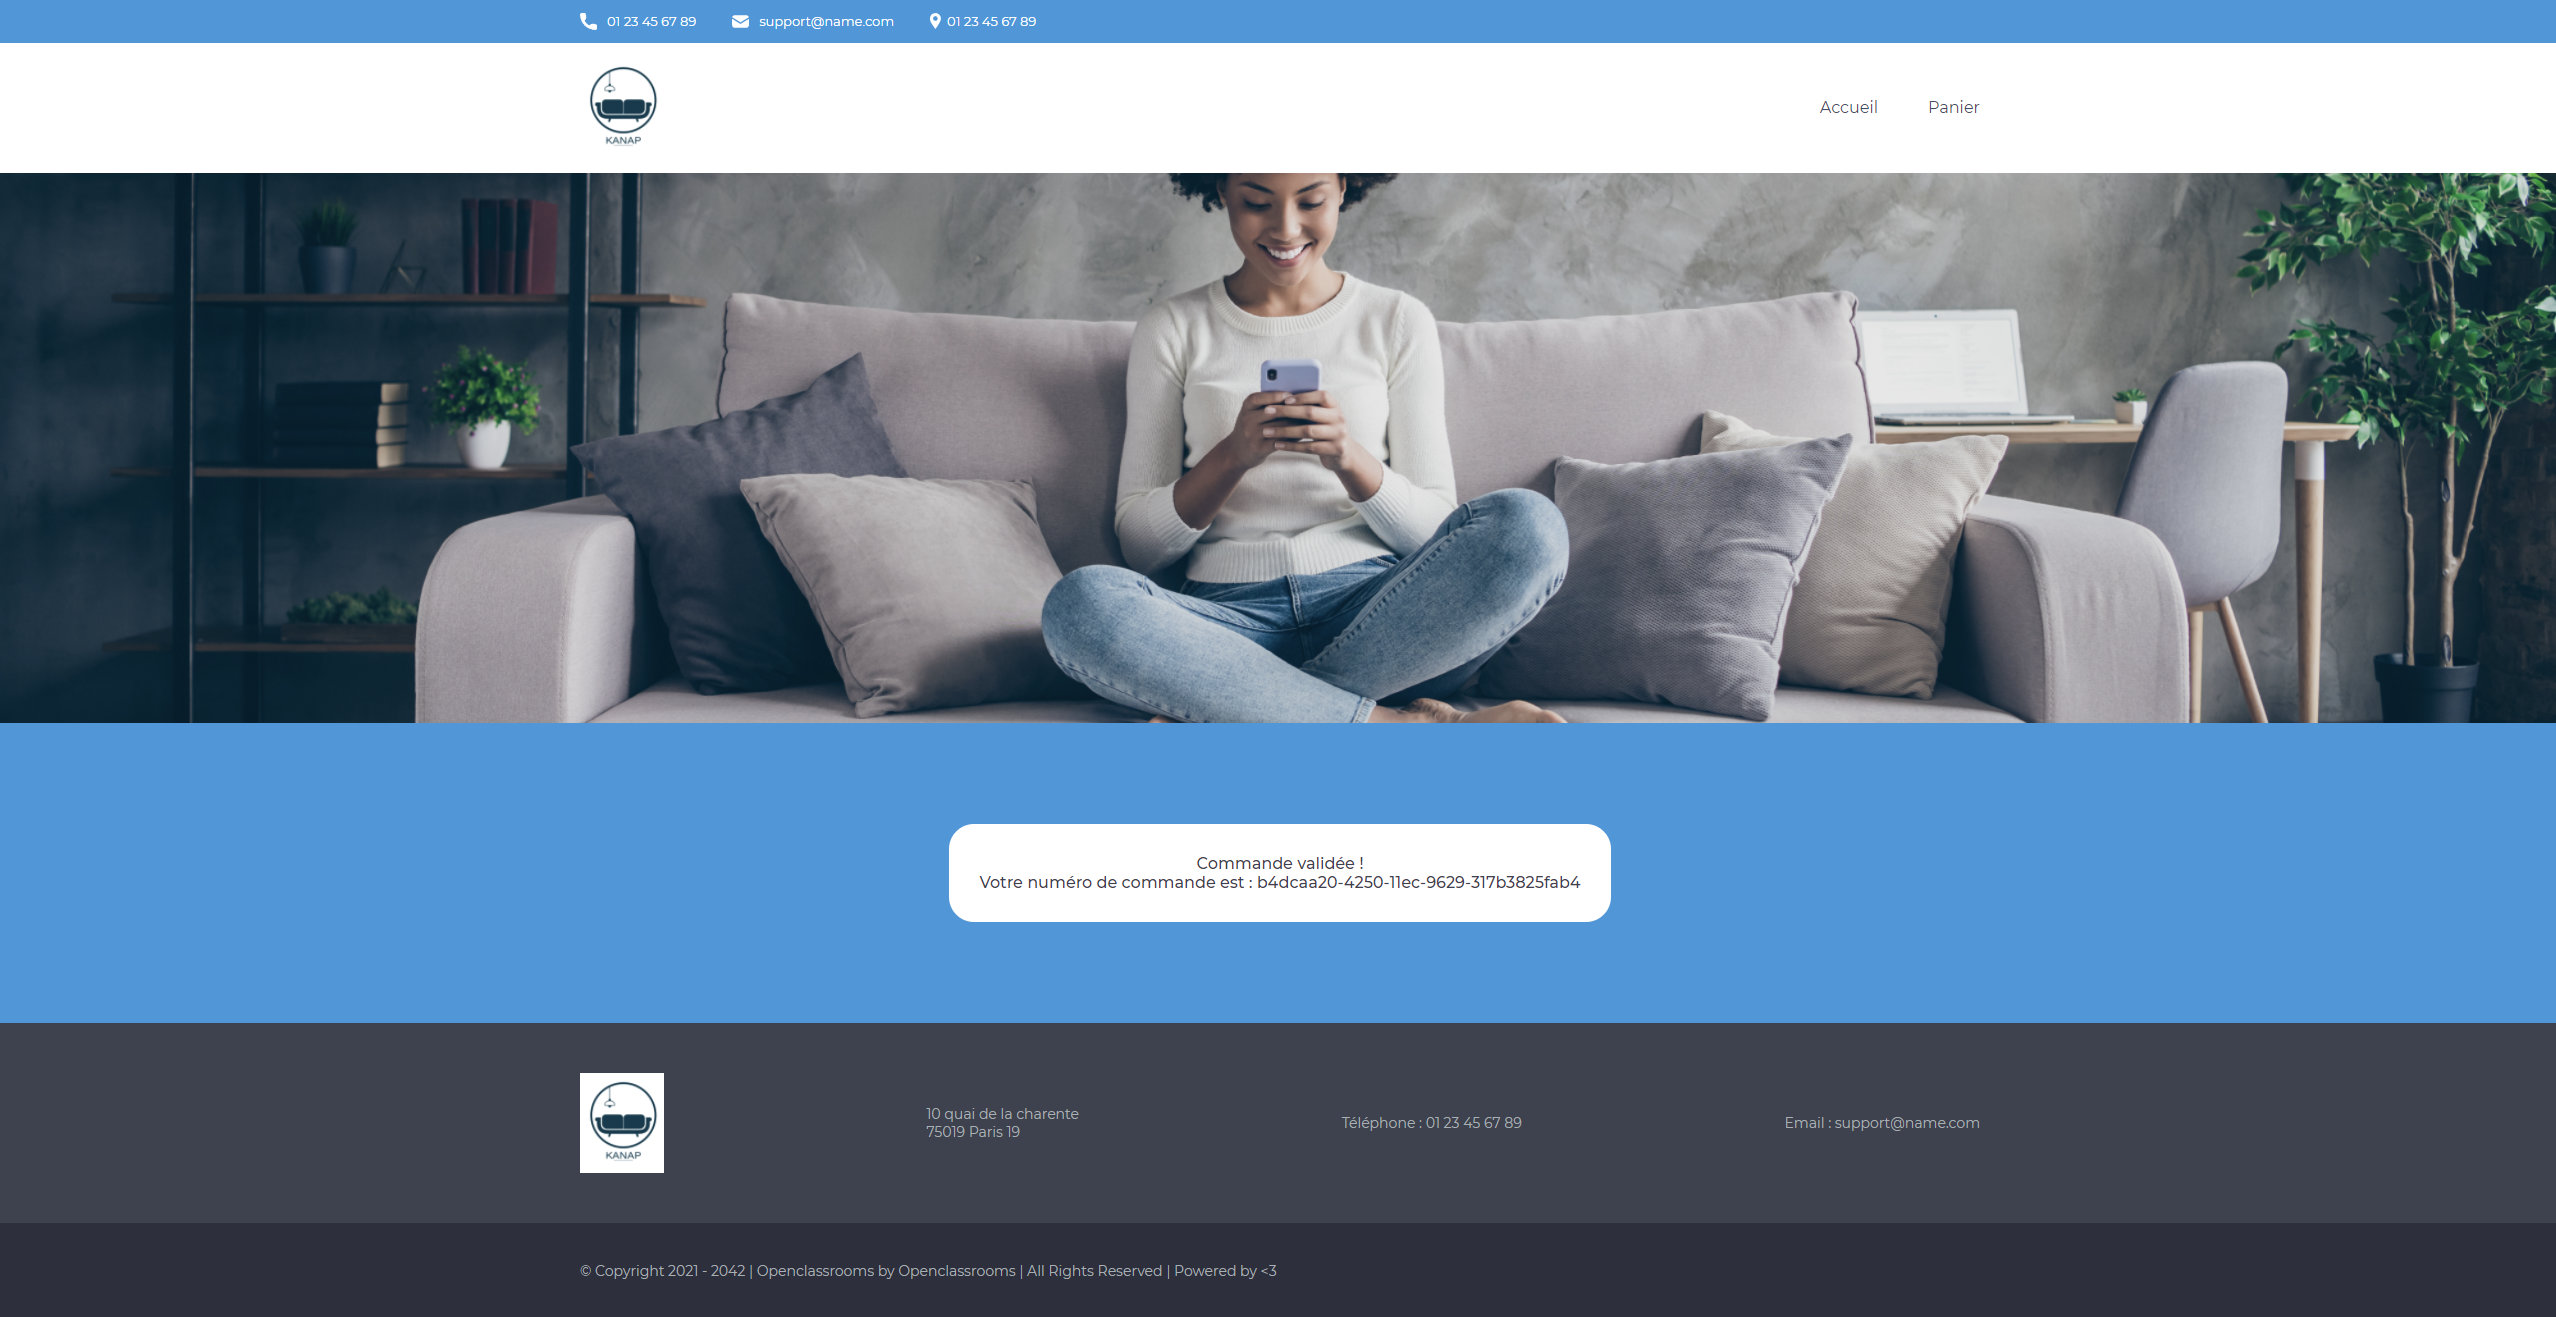 01 23 45 67 89
support@name.com
01 23 45 67 89
KANAP
Accueil
Panier
Commande validée !
Votre numéro de commande est : b4dcaa20-4250-11ec-9629-317b3825fab4
KANAP
10 quai de la charente
75019 Paris 19
Téléphone : 01 23 45 67 89
Email : support@name.com
© Copyright 2021 - 2042 | Openclassrooms by Openclassrooms | All Rights Reserved | Powered by <3